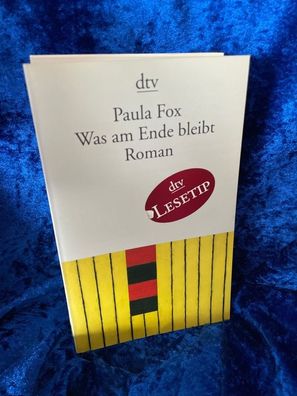 dtv
Paula Fox
Was am Ende bleibt
Roman
dtv
LESETIP